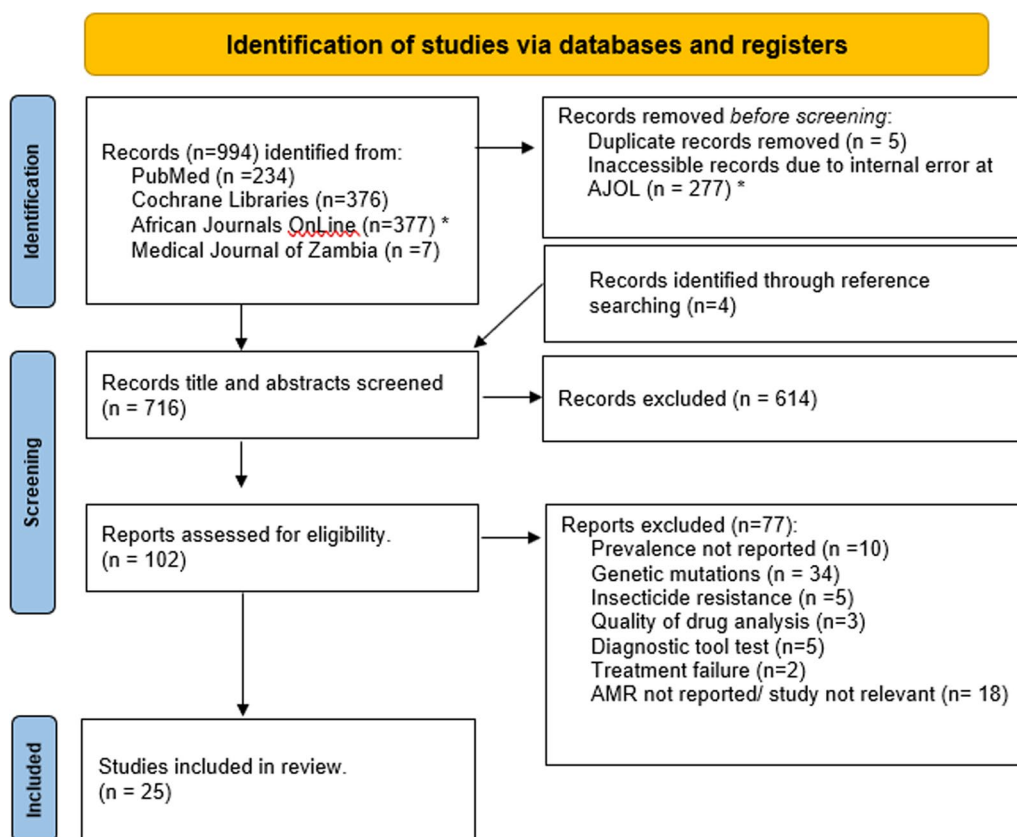 Identification of studies via databases and registers
Identification
Records (n=994) identified from:
PubMed (n =234)
Cochrane Libraries (n=376)
African Journals OnLine (n=377) *
Medical Journal of Zambia (n =7)
Records removed before screening:
Duplicate records removed (n = 5)
Inaccessible records due to internal error at
AJOL (n = 277) *
Records identified through reference
searching (n=4)
Screening
Records title and abstracts screened
(n = 716)
Records excluded (n = 614)
Reports assessed for eligibility.
(n = 102)
Reports excluded (n=77):
Prevalence not reported (n =10)
Genetic mutations (n = 34)
Insecticide resistance (n =5)
Quality of drug analysis (n=3)
Diagnostic tool test (n=5)
Treatment failure (n=2)
AMR not reported/ study not relevant (n= 18)
Included
Studies included in review.
(n = 25)